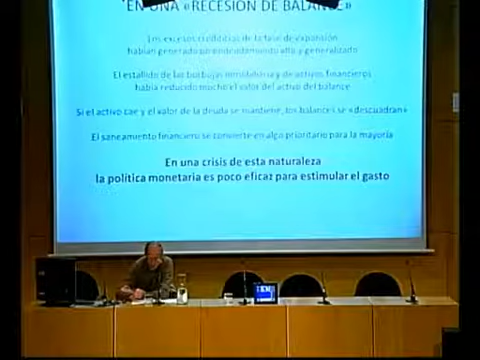 EN UNA «RECESIÓN DE BALANCE»
Los excesos crediticios de la fase de expansión
habían generado un endeudamiento alto y generalizado
El estallido de las burbujas inmobiliaria y de activos financieros
había reducido mucho el valor del activo del balance
Si el activo cae y el valor de la deuda se mantiene, los balances se «descuadran»
El saneamiento financiero se convierte en algo prioritario para la mayoría
En una crisis de esta naturaleza
la política monetaria es poco eficaz para estimular el gasto